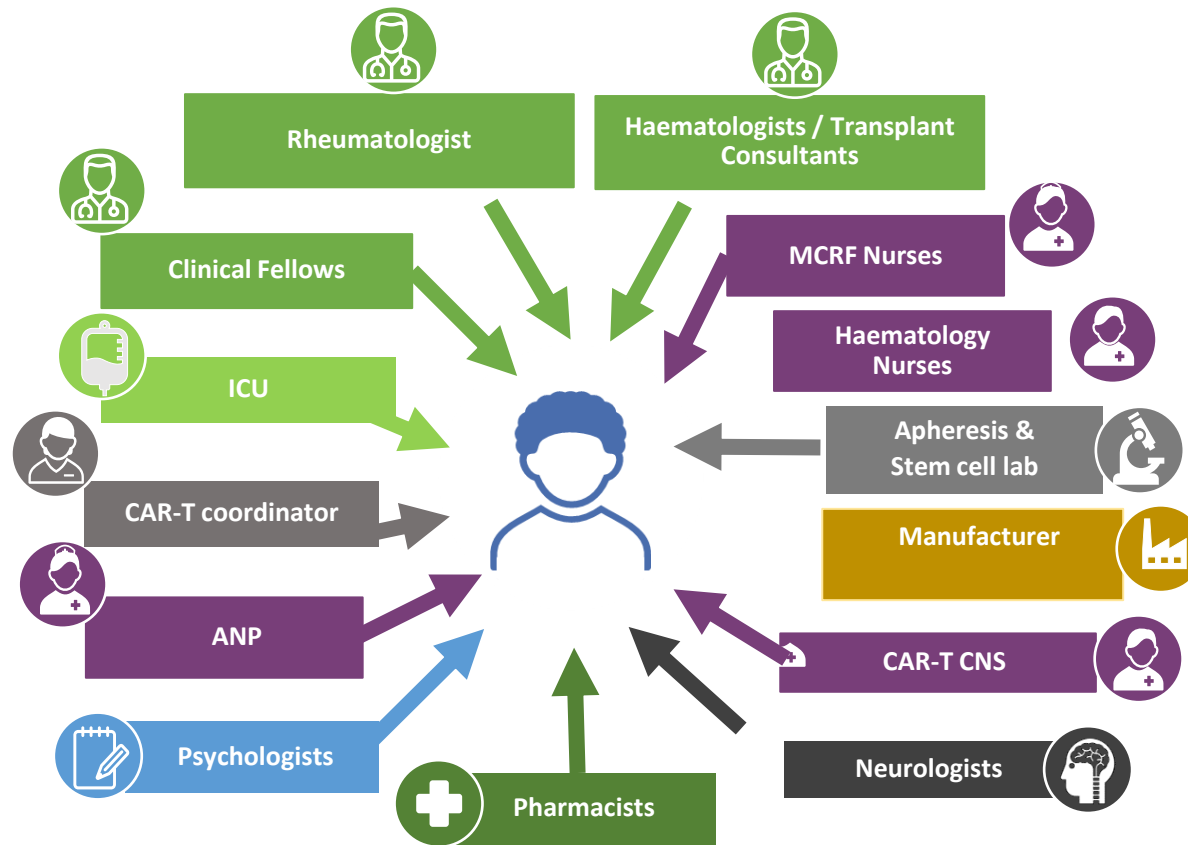 Rheumatologist
Haematologists / Transplant
Consultants
Clinical Fellows
MCRF Nurses
Haematology
Nurses
ICU
Apheresis &
Stem cell lab
CAR-T coordinator
Manufacturer
ANP
CAR-T CNS
Psychologists
Neurologists
Pharmacists